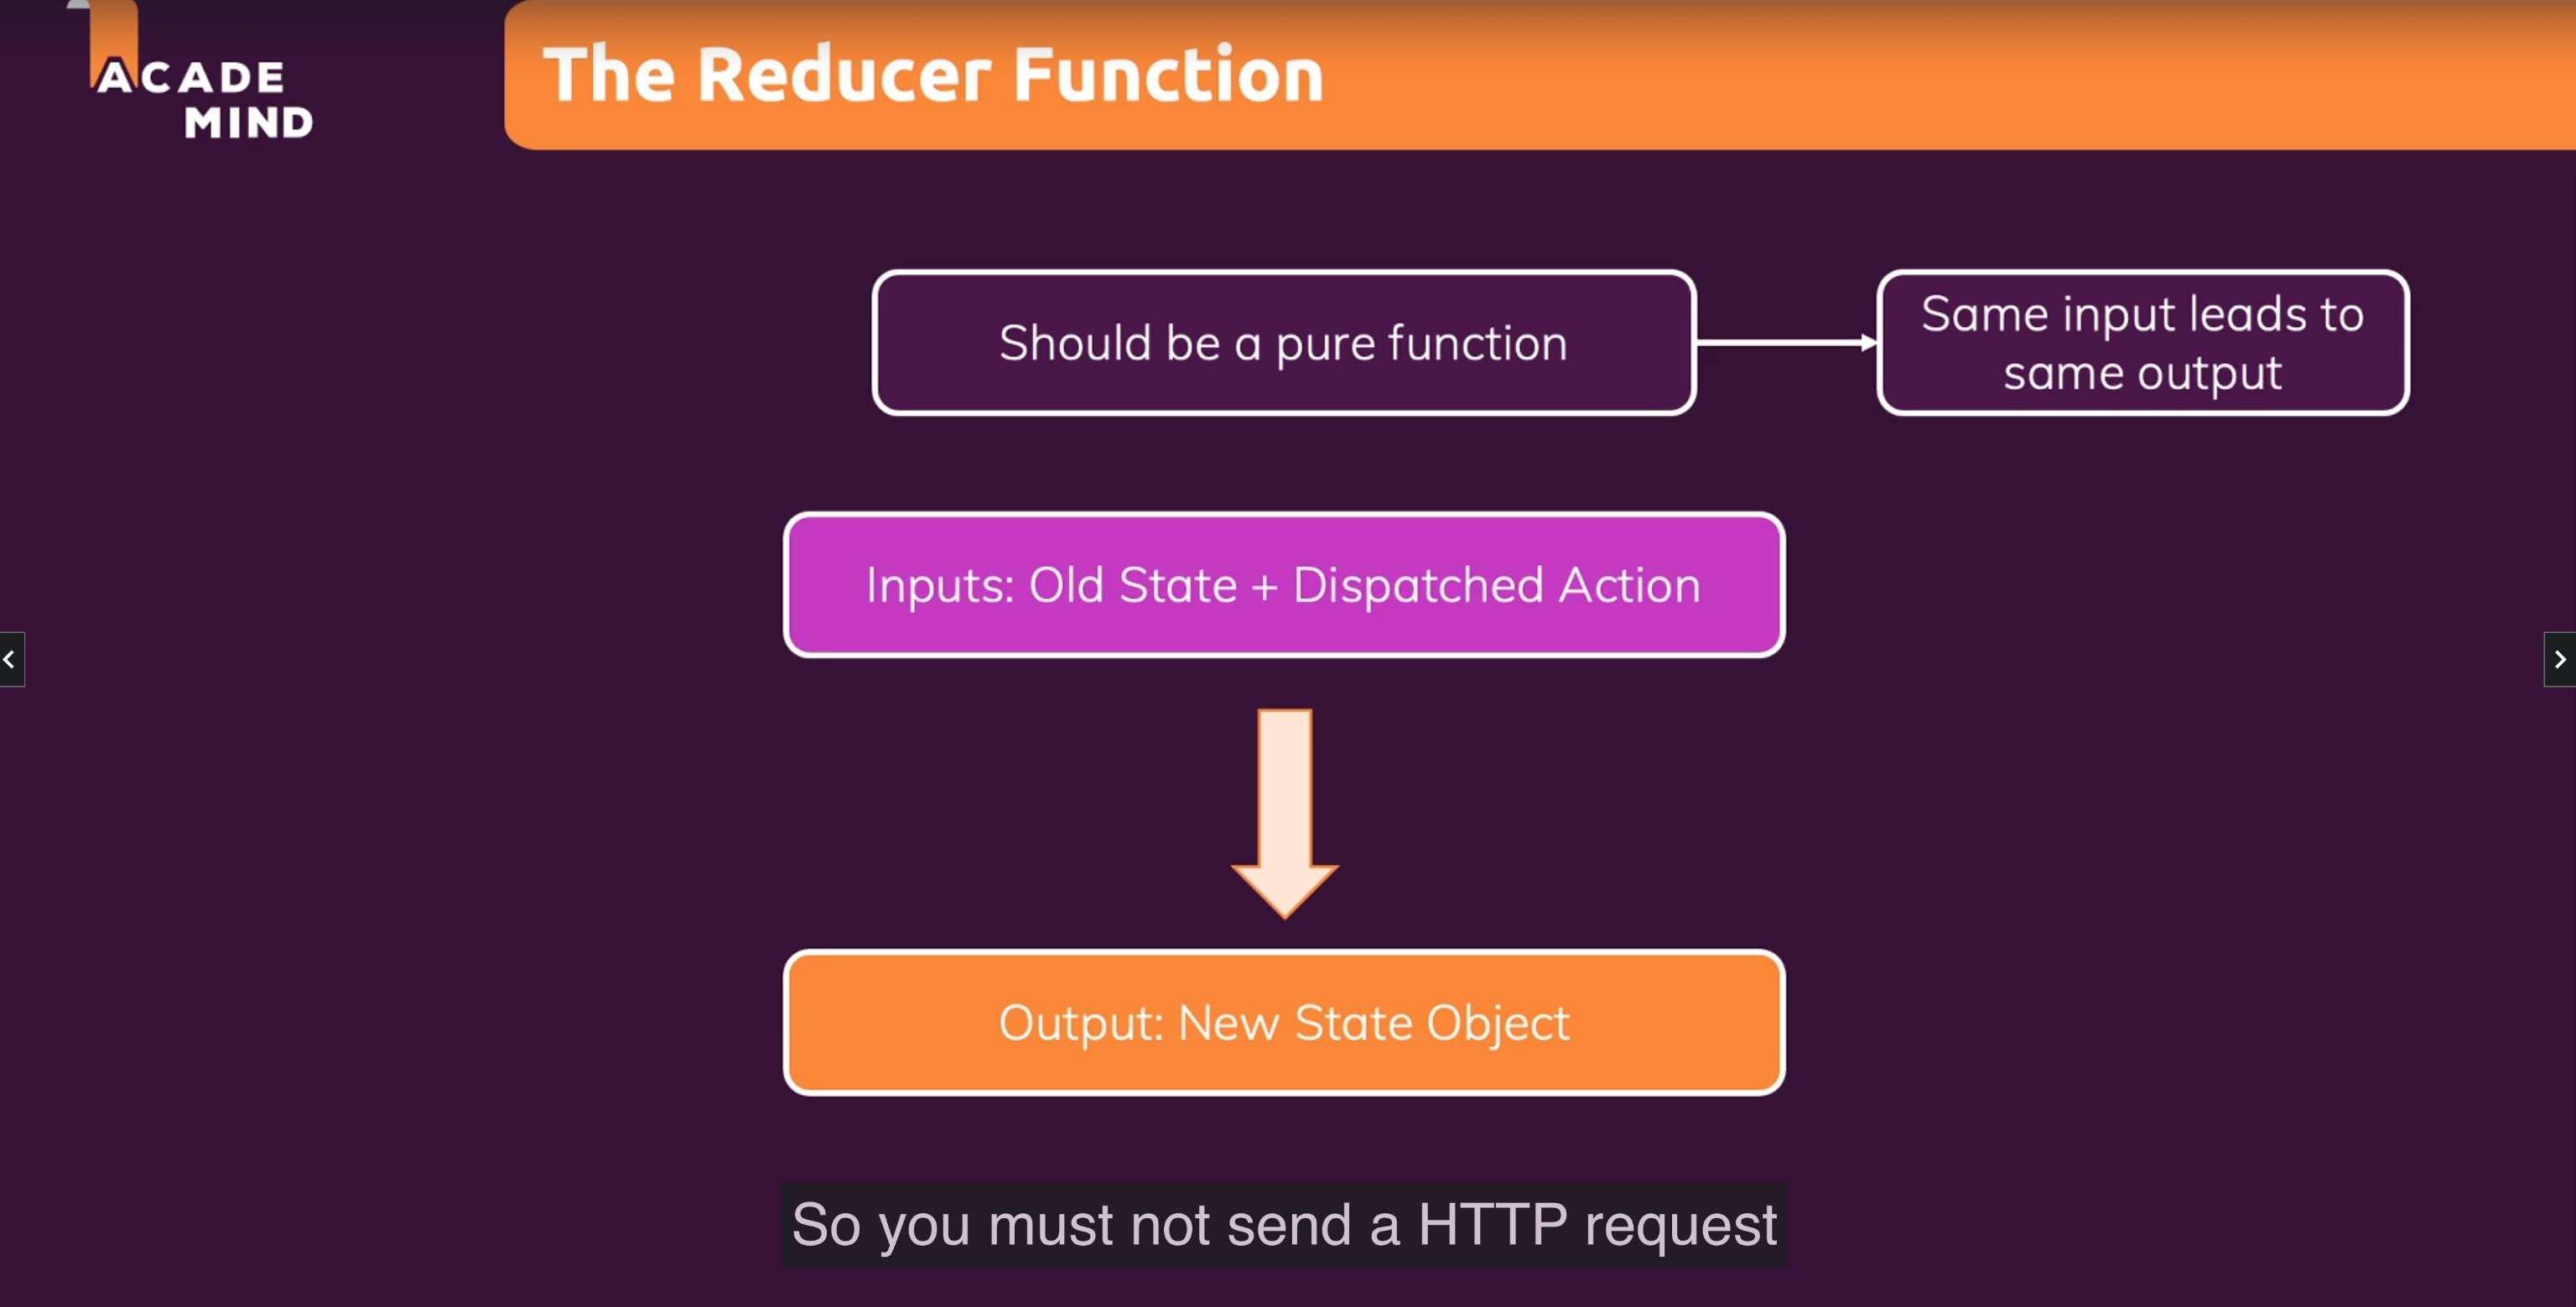 ACADE
MIND
The Reducer Function
Should be a pure function
Same input leads to
same output
Inputs: Old State + Dispatched Action
Output: New State Object
So you must not send a HTTP request